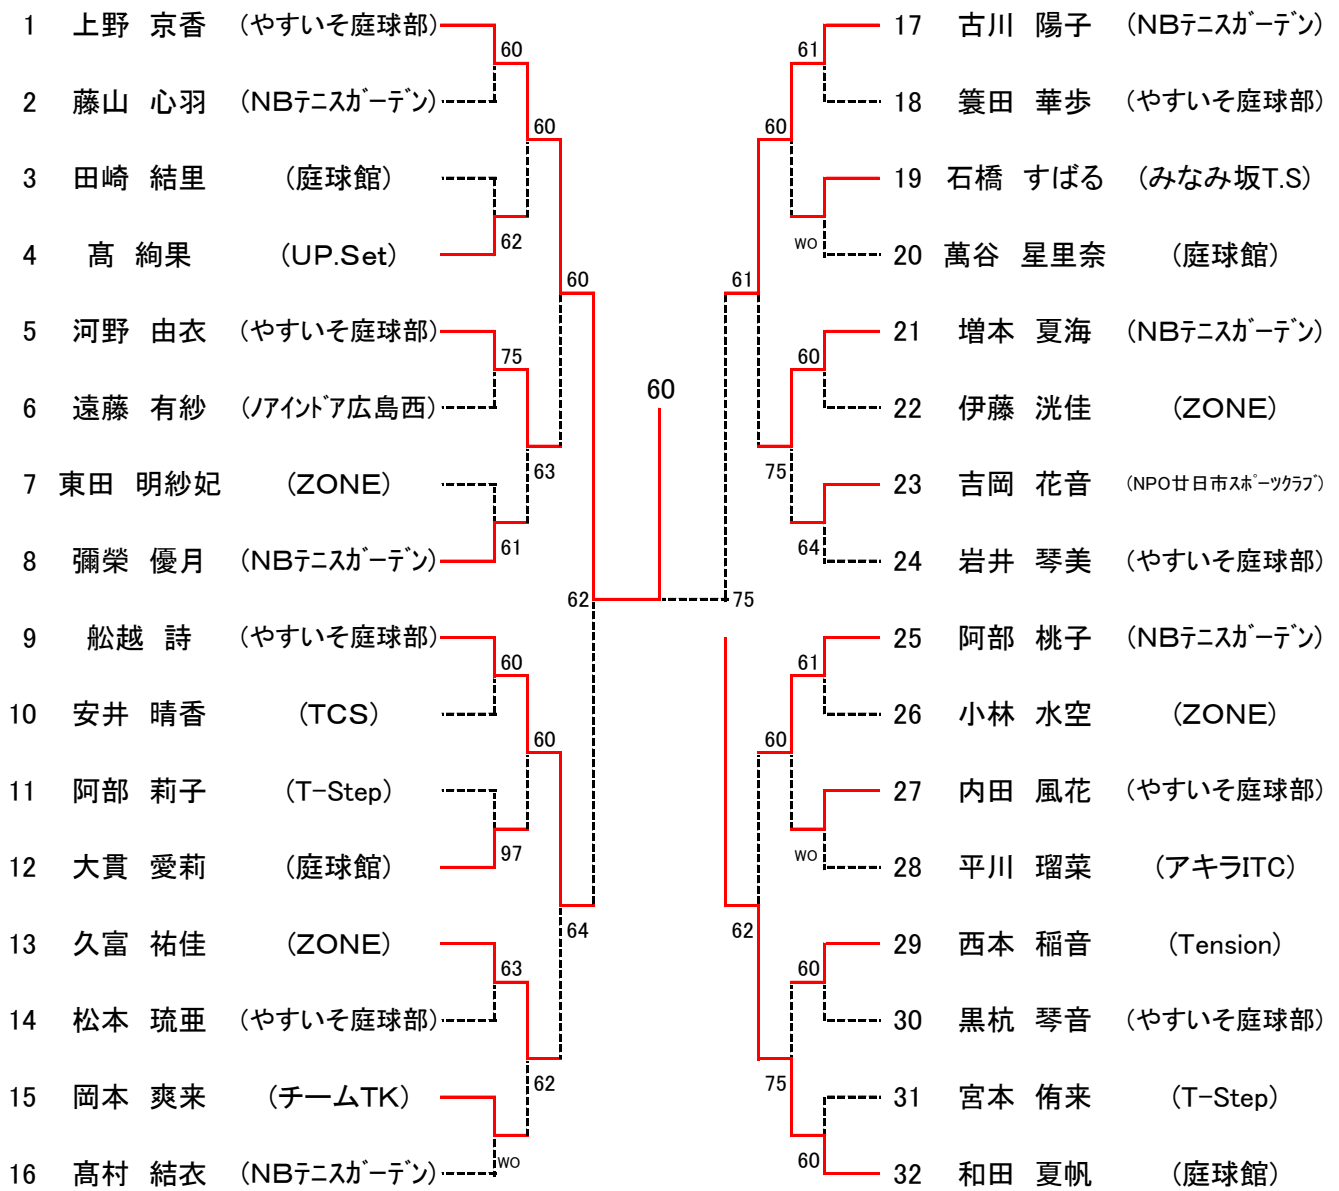 1 上野 京香 (やすいそ庭球部)
60
2 藤山 心羽 (NBテニスガーデン)
60
3 田崎 結里 (庭球館)
62
4 髙 絢果 (UP.Set)
60
5 河野 由衣 (やすいそ庭球部)
75
6 遠藤 有紗 (ノアインドア広島西)
63
7 東田 明紗妃 (ZONE)
61
8 彌榮 優月 (NBテニスガーデン)
62
9 舩越 詩 (やすいそ庭球部)
60
10 安井 晴香 (TCS)
60
11 阿部 莉子 (T-Step)
97
12 大貫 愛莉 (庭球館)
64
13 久富 祐佳 (ZONE)
63
14 松本 琉亜 (やすいそ庭球部)
62
15 岡本 爽来 (チームTK)
WO
16 髙村 結衣 (NBテニスガーデン)
60
75
17 古川 陽子 (NBテニスガーデン)
61
18 簑田 華歩 (やすいそ庭球部)
60
19 石橋 すばる (みなみ坂T.S)
WO
20 萬谷 星里奈 (庭球館)
61
21 増本 夏海 (NBテニスガーデン)
60
22 伊藤 洸佳 (ZONE)
75
23 吉岡 花音 (NPO廿日市スポーツクラブ)
64
24 岩井 琴美 (やすいそ庭球部)
25 阿部 桃子 (NBテニスガーデン)
61
26 小林 水空 (ZONE)
60
27 内田 風花 (やすいそ庭球部)
WO
28 平川 瑠菜 (アキラITC)
62
29 西本 稲音 (Tension)
60
30 黒杭 琴音 (やすいそ庭球部)
75
31 宮本 侑来 (T-Step)
60
32 和田 夏帆 (庭球館)